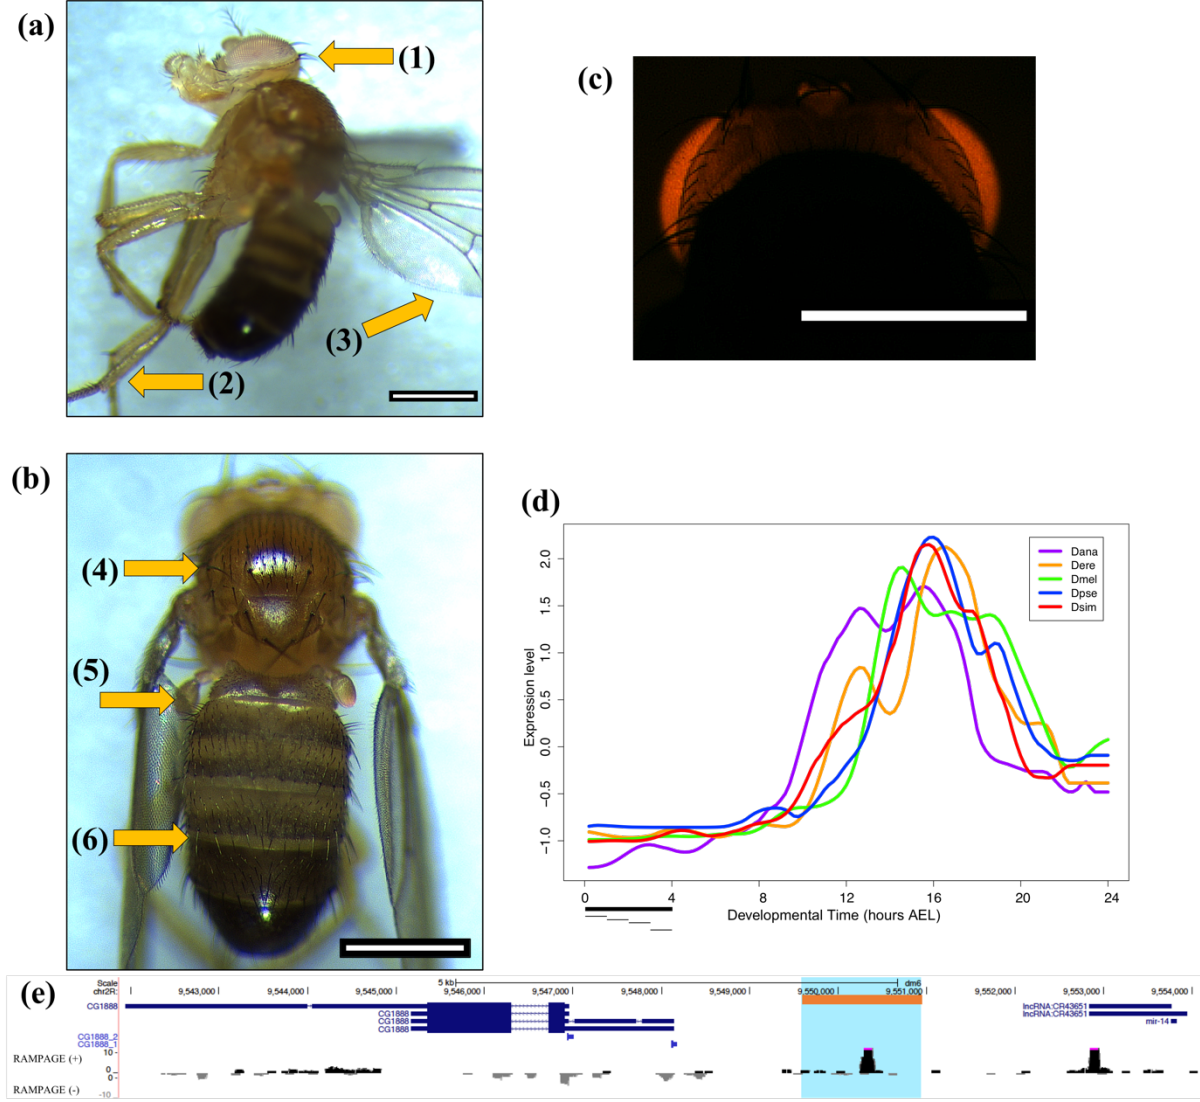 (a)
(1)
(2)
(3)
(c)
(b)
(4)
(5)
(6)
(d)
Expression level
2.0
1.5
1.0
0.5
0.0
−0.5
−1.0
Dana
Dere
Dmel
Dpse
Dsim
0 4 8 12 16 20 24
Developmental Time (hours AEL)
(e)
Scale 5 kb dm6
chr2R: 9,543,000 9,544,000 9,545,000 9,546,000 9,547,000 9,548,000 9,549,000 9,550,000 9,551,000 9,552,000 9,553,000 9,554,000
CG1888 lncRNA:CR43651
CG1888 lncRNA:CR43651
CG1888 mir-14
CG1888
CG1888_2
CG1888_1
10
RAMPAGE (+)
0
0
RAMPAGE (-)
-10